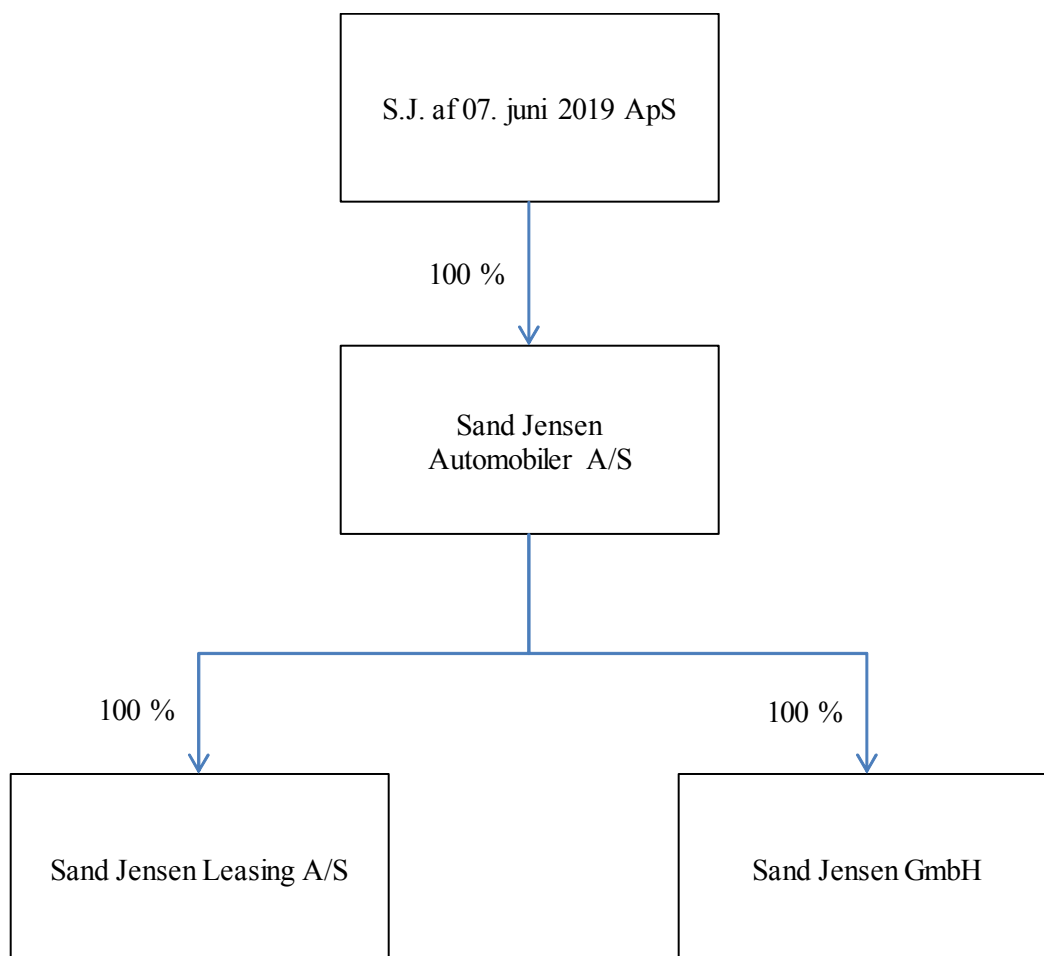 S.J. af 07. juni 2019 ApS
100 %
Sand Jensen
Automobiler A/S
100 %
100 %
Sand Jensen Leasing A/S
Sand Jensen GmbH